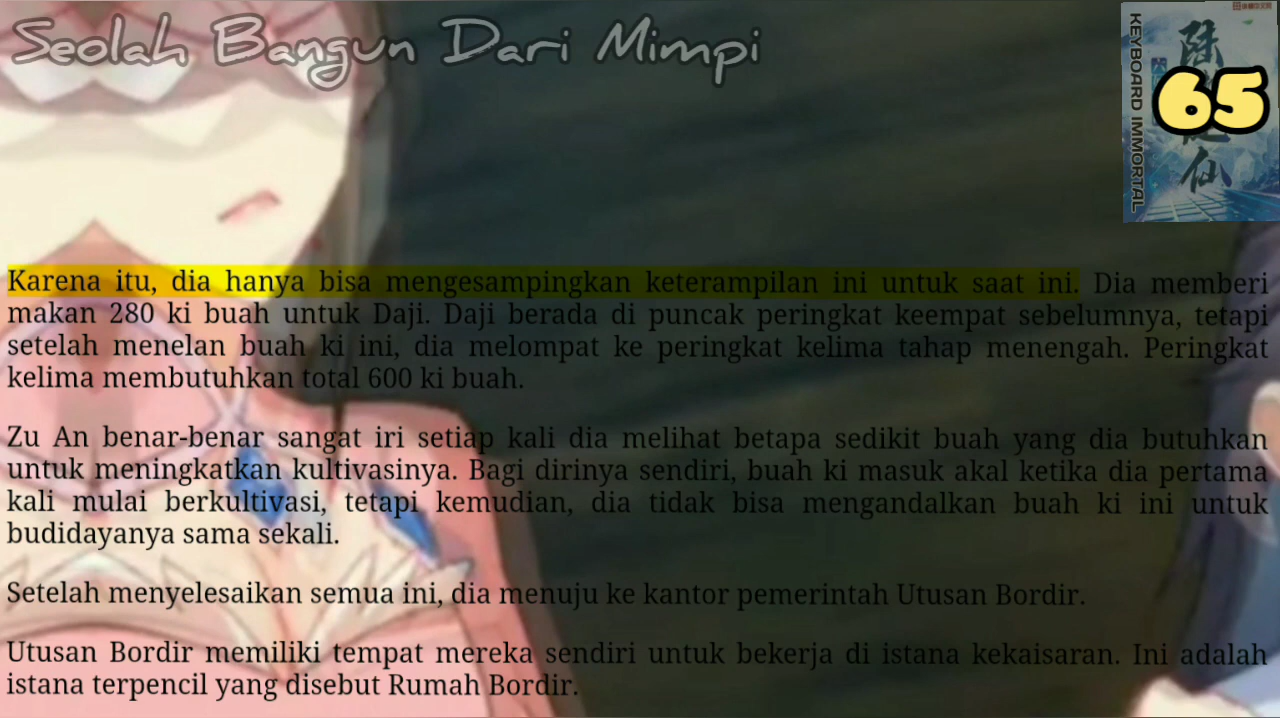 Seolah Bangun Dari Mimpi
KEYBOARD IMMORTAL
65
Karena itu, dia hanya bisa mengesampingkan keterampilan ini untuk saat ini. Dia memberi
makan 280 ki buah untuk Daji. Daji berada di puncak peringkat keempat sebelumnya, tetapi
setelah menelan buah ki ini, dia melompat ke peringkat kelima tahap menengah. Peringkat
kelima membutuhkan total 600 ki buah.
Zu An benar-benar sangat iri setiap kali dia melihat betapa sedikit buah yang dia butuhkan
untuk meningkatkan kultivasinya. Bagi dirinya sendiri, buah ki masuk akal ketika dia pertama
kali mulai berkultivasi, tetapi kemudian, dia tidak bisa mengandalkan buah ki ini untuk
budidayanya sama sekali.
Setelah menyelesaikan semua ini, dia menuju ke kantor pemerintah Utusan Bordir.
Utusan Bordir memiliki tempat mereka sendiri untuk bekerja di istana kekaisaran. Ini adalah
istana terpencil yang disebut Rumah Bordir.